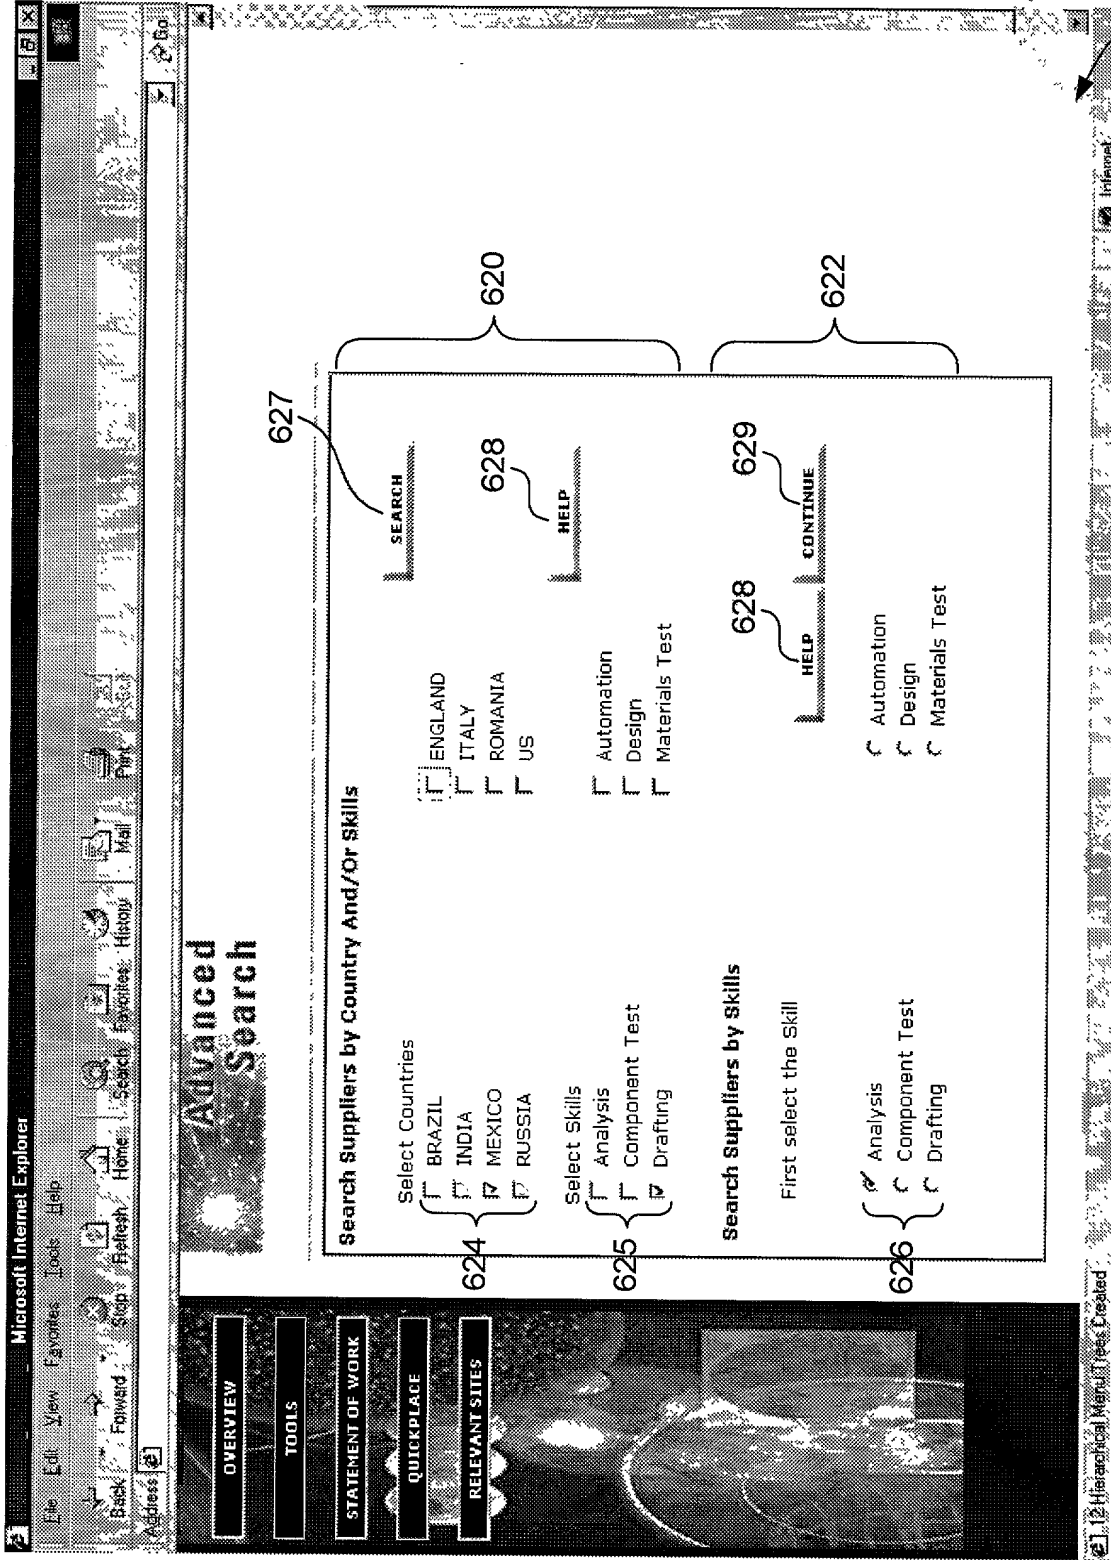 Microsoft Internet Explorer
File Edit View Favorites Tools Help
Back Forward Stop Refresh Home Search Favorites History Mail Print
Address Go
OVERVIEW
TOOLS
STATEMENT OF WORK
QUICKPLACE
RELEVANT SITES
Advanced
Search
627
Search Suppliers by Country And/Or Skills
SEARCH
Select Countries
BRAZIL ENGLAND
INDIA ITALY
MEXICO ROMANIA
RUSSIA US
624
628
620
HELP
Select Skills
Analysis Automation
Component Test Design
Drafting Materials Test
625
Search Suppliers by Skills
628 629
First select the Skill
HELP CONTINUE
622
Analysis Automation
Component Test Design
Drafting Materials Test
626
12 Hierarchical Menu Trees Created Internet